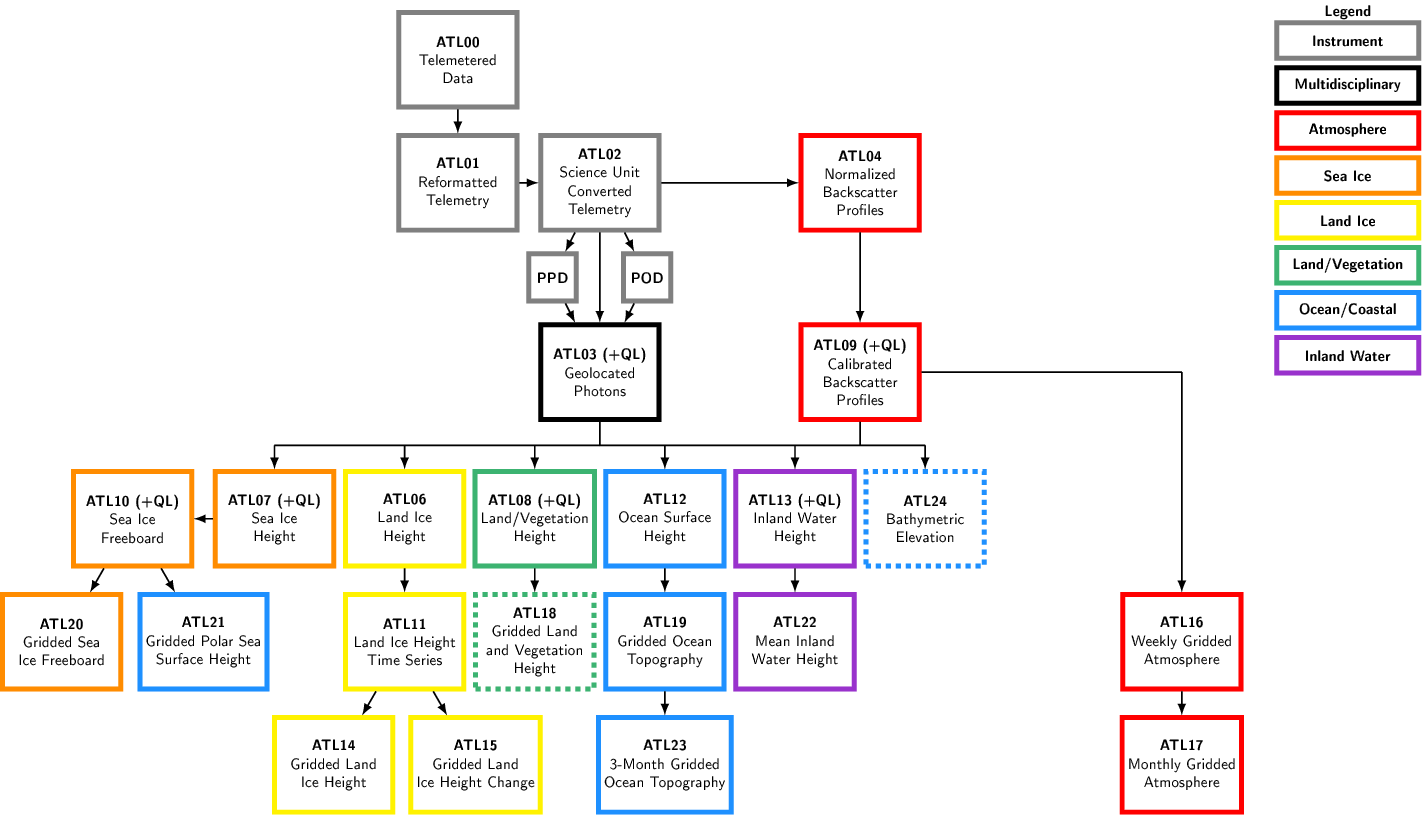 Legend
Instrument
Multidisciplinary
Atmosphere
Sea Ice
Land Ice
Land/Vegetation
Ocean/Coastal
Inland Water
ATL00
Telemetered
Data
ATL01
Reformatted
Telemetry
ATL02
Science Unit
Converted
Telemetry
ATL04
Normalized
Backscatter
Profiles
PPD
POD
ATL03 (+QL)
Geolocated
Photons
ATL09 (+QL)
Calibrated
Backscatter
Profiles
ATL10 (+QL)
Sea Ice
Freeboard
ATL07 (+QL)
Sea Ice
Height
ATL06
Land Ice
Height
ATL08 (+QL)
Land/Vegetation
Height
ATL12
Ocean Surface
Height
ATL13 (+QL)
Inland Water
Height
ATL24
Bathymetric
Elevation
ATL20
Gridded Sea
Ice Freeboard
ATL21
Gridded Polar Sea
Surface Height
ATL11
Land Ice Height
Time Series
ATL18
Gridded Land
and Vegetation
Height
ATL19
Gridded Ocean
Topography
ATL22
Mean Inland
Water Height
ATL16
Weekly Gridded
Atmosphere
ATL14
Gridded Land
Ice Height
ATL15
Gridded Land
Ice Height Change
ATL23
3-Month Gridded
Ocean Topography
ATL17
Monthly Gridded
Atmosphere